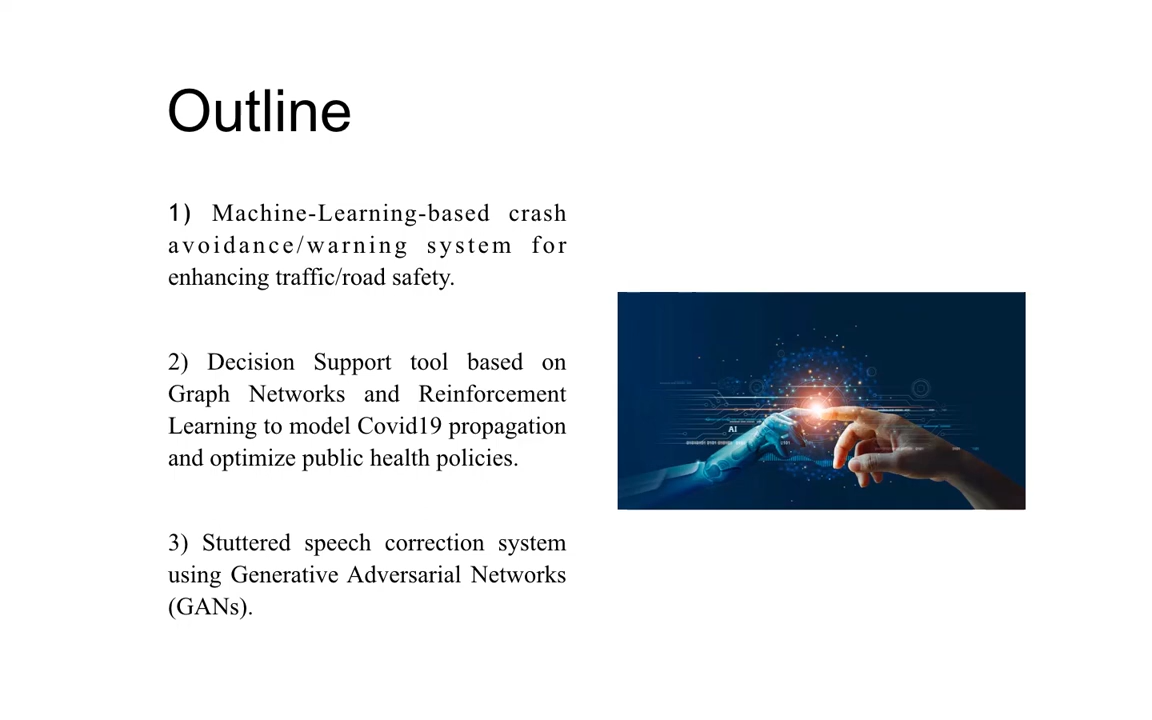 Outline
1) Machine-Learning-based crash
avoidance/warning system for
enhancing traffic/road safety.
2) Decision Support tool based on
Graph Networks and Reinforcement
Learning to model Covid19 propagation
and optimize public health policies.
3) Stuttered speech correction system
using Generative Adversarial Networks
(GANs).
AI